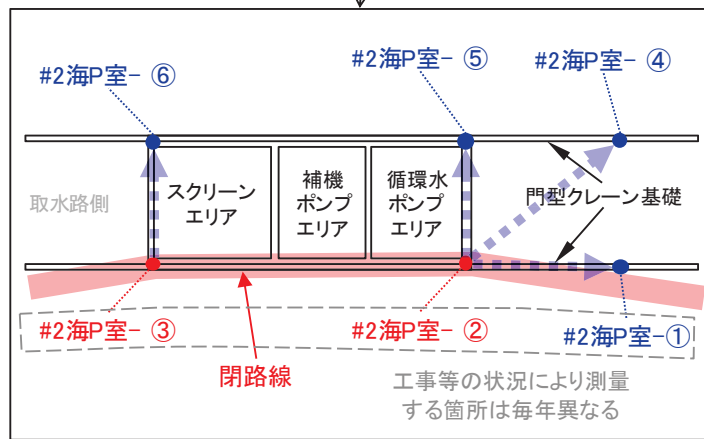 #2海P室- ⑥
#2海P室- ⑤
#2海P室- ④
取水路側
スクリーン
エリア
補機
ポンプ
エリア
循環水
ポンプ
エリア
門型クレーン基礎
#2海P室- ③
#2海P室- ②
#2海P室-①
閉路線
工事等の状況により測量
する箇所は毎年異なる